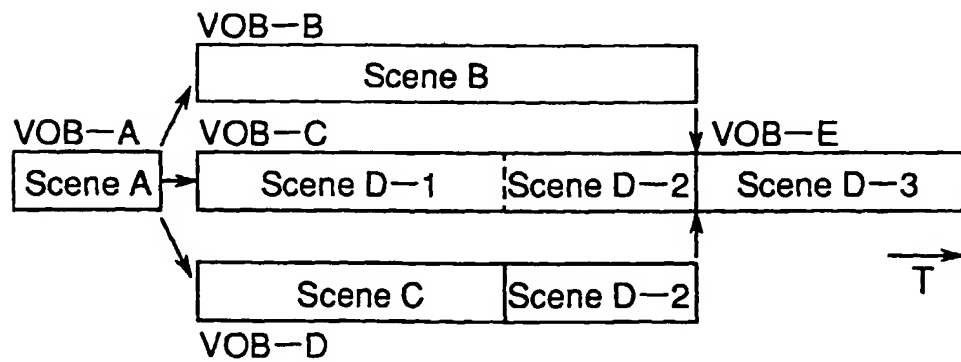 VOB—B
Scene B
VOB—A
VOB—C
VOB—E
Scene A
Scene D—1
Scene D—2
Scene D—3
Scene C
Scene D—2
T
VOB—D